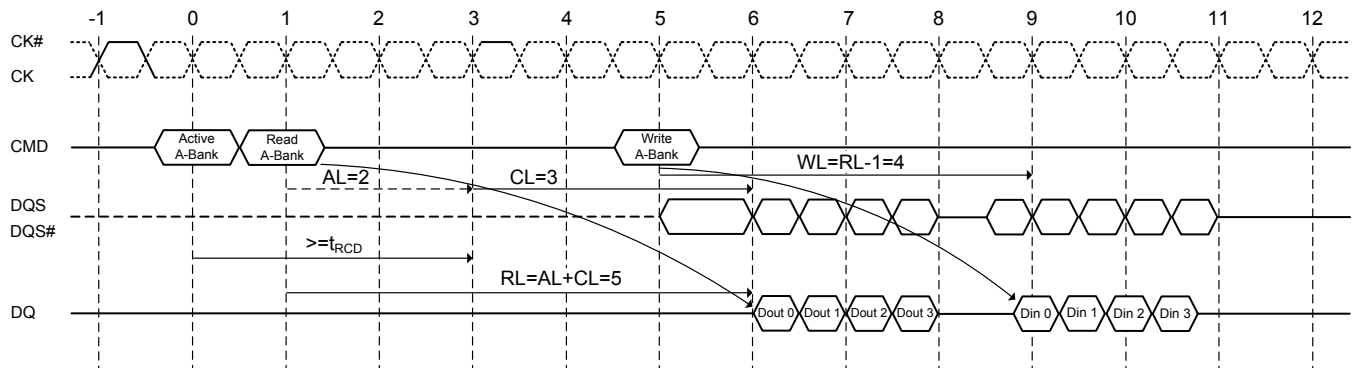 -1 0 1 2 3 4 5 6 7 8 9 10 11 12
CK#
CK
CMD
Active
A-Bank
Read
A-Bank
Write
A-Bank
WL=RL-1=4
AL=2
CL=3
DQS
DQS#
>=tRCD
RL=AL+CL=5
DQ
Dout 0 Dout 1 Dout 2 Dout 3 Din 0 Din 1 Din 2 Din 3